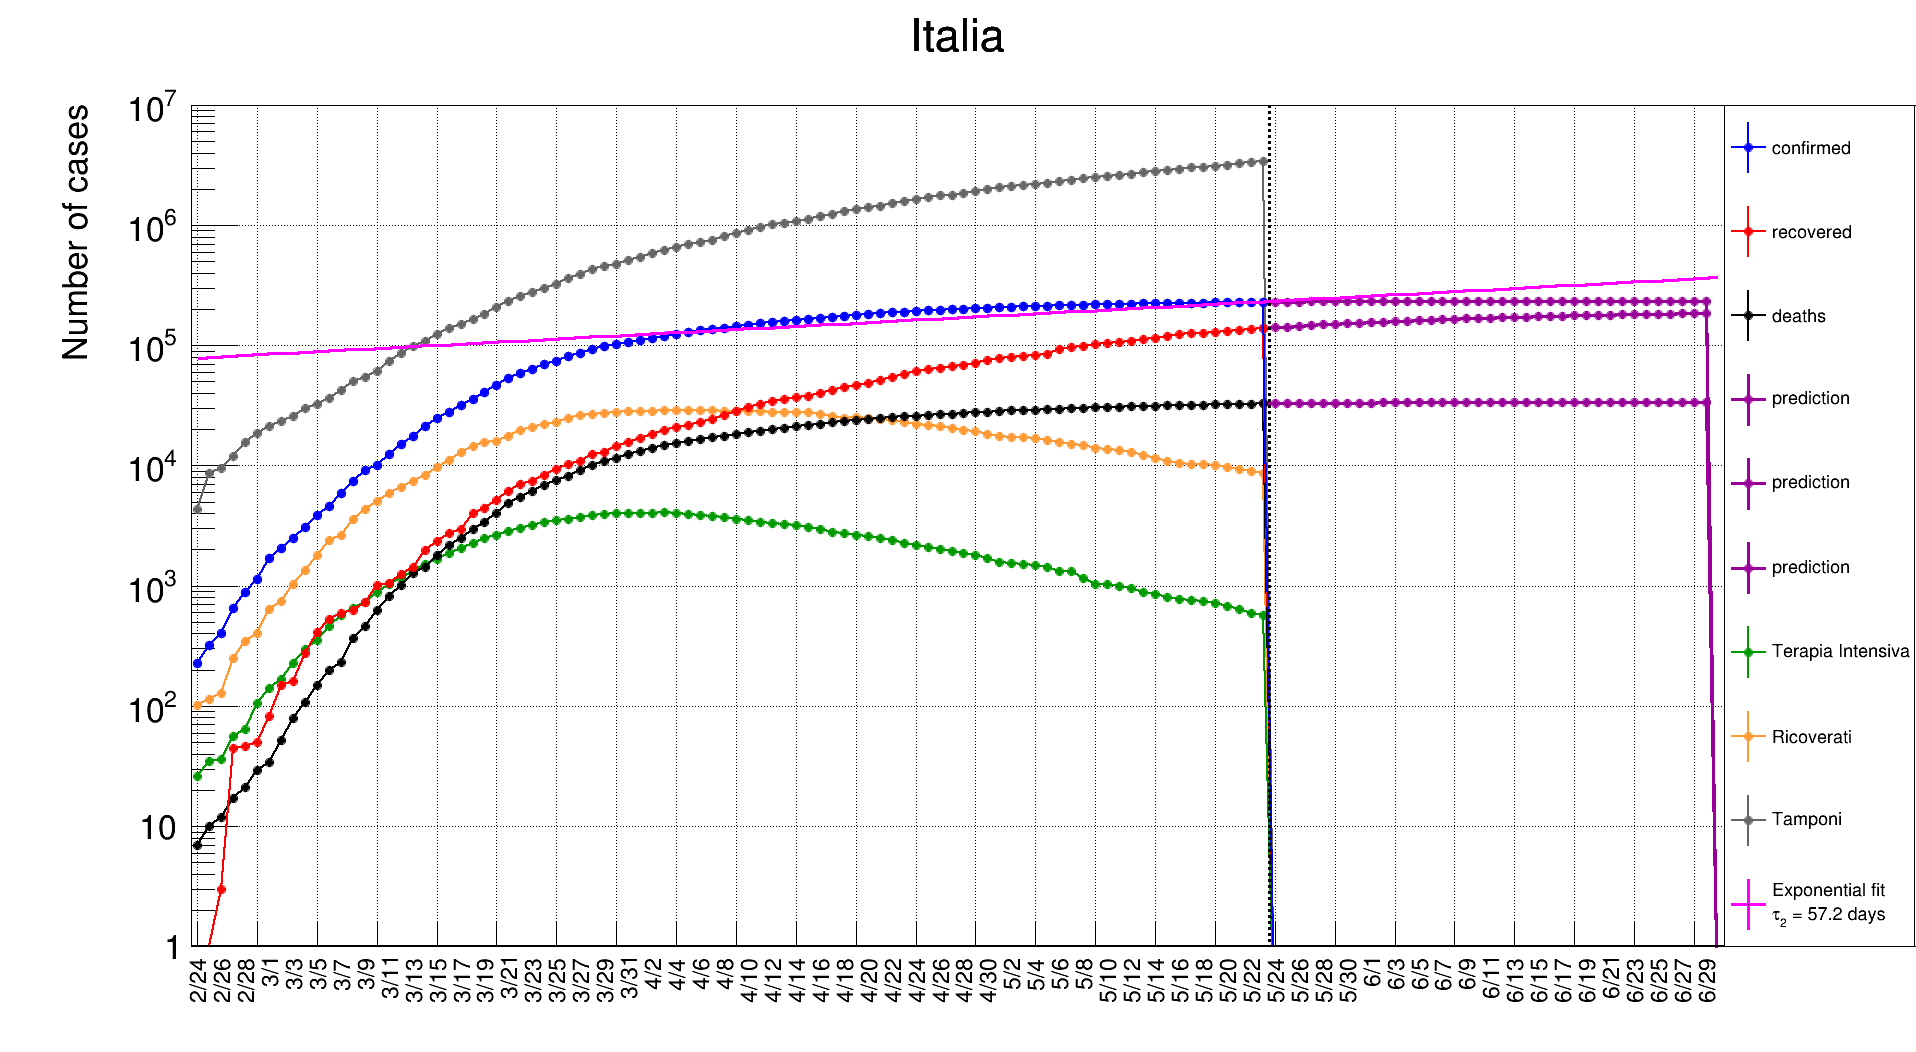 Italia
Number of cases
10^7
10^6
10^5
10^4
10^3
10^2
10
1
2/24 2/26 2/28 3/1 3/3 3/5 3/7 3/9 3/11 3/13 3/15 3/17 3/19 3/21 3/23 3/25 3/27 3/29 3/31 4/2 4/4 4/6 4/8 4/10 4/12 4/14 4/16 4/18 4/20 4/22 4/24 4/26 4/28 4/30 5/2 5/4 5/6 5/8 5/10 5/12 5/14 5/16 5/18 5/20 5/22 5/24 5/26 5/28 5/30 6/1 6/3 6/5 6/7 6/9 6/11 6/13 6/15 6/17 6/19 6/21 6/23 6/25 6/27 6/29
confirmed
recovered
deaths
prediction
prediction
prediction
Terapia Intensiva
Ricoverati
Tamponi
Exponential fit
τ₂ = 57.2 days